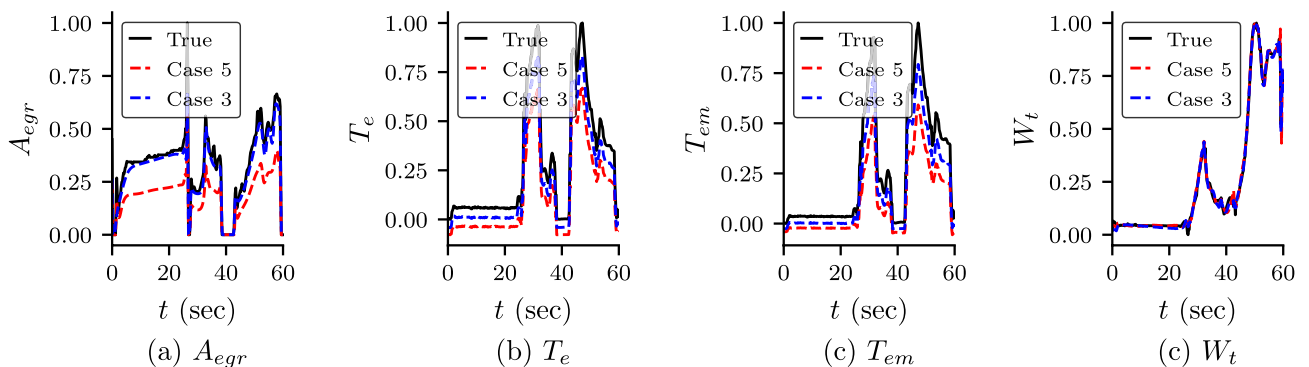 1.00
0.75
0.50
0.25
0.00
A_egr
0 20 40 60
t (sec)
True
Case 5
Case 3
(a) A_egr
1.00
0.75
0.50
0.25
0.00
T_e
0 20 40 60
t (sec)
True
Case 5
Case 3
(b) T_e
1.00
0.75
0.50
0.25
0.00
T_em
0 20 40 60
t (sec)
True
Case 5
Case 3
(c) T_em
1.00
0.75
0.50
0.25
0.00
W_t
0 20 40 60
t (sec)
True
Case 5
Case 3
(c) W_t